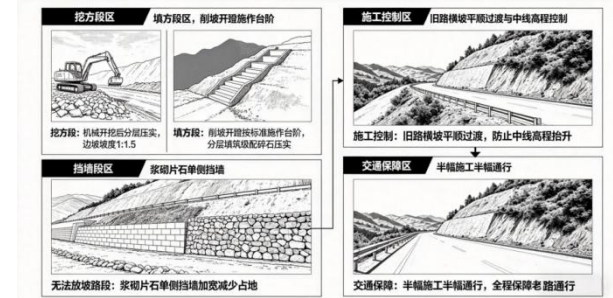 挖方段区
填方段区，削坡开蹬施作台阶
挖方段：机械开挖后分层压实，
边坡坡度1:1.5
填方段：削坡开蹬按标准施作台阶，
分层填筑级配碎石压实
挡墙段区
浆砌片石单侧挡墙
无法放坡路段：浆砌片石单侧挡墙加宽减少占地
施工控制区
旧路横坡平顺过渡与中线高程控制
施工控制：旧路横坡平顺过渡，防止中线高程抬升
交通保障区
半幅施工半幅通行
交通保障：半幅施工半幅通行，全程保障老路通行